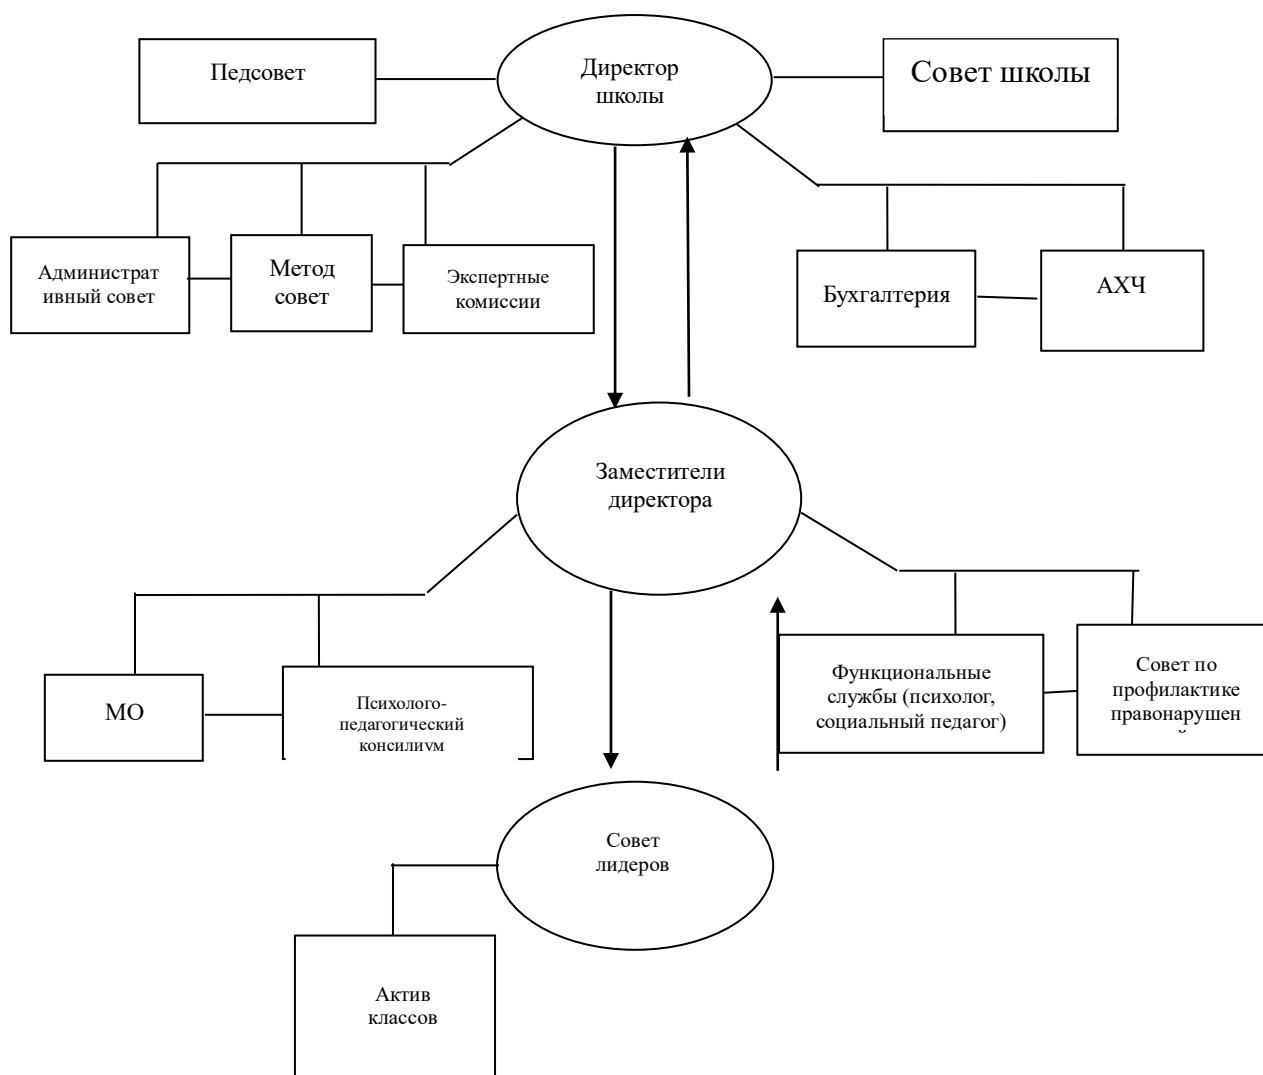 Педсовет
Директор
школы
Совет школы
Администрат
ивный совет
Метод
совет
Экспертные
комиссии
Бухгалтерия
АХЧ
Заместители
директора
МО
Психолого-
педагогический
консилиум
Функциональные
службы (психолог,
социальный педагог)
Совет по
профилактике
правонарушен
ий
Совет
лидеров
Актив
классов